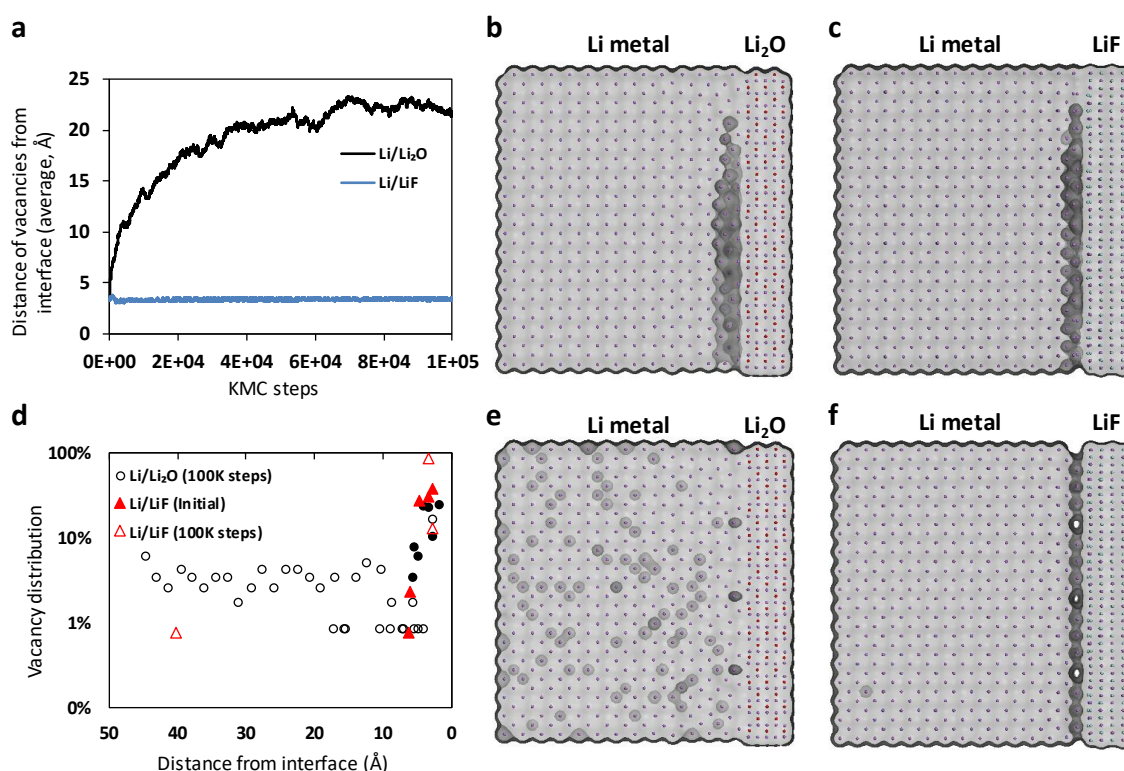 a
25
20
15
10
5
0
Distance of vacancies from
interface (average, Å)
Li/Li₂O
Li/LiF
0E+00 2E+04 4E+04 6E+04 8E+04 1E+05
KMC steps
b
Li metal Li₂O
c
Li metal LiF
d
100%
10%
1%
0%
Vacancy distribution
Li/Li₂O (100K steps)
Li/LiF (Initial)
Li/LiF (100K steps)
50 40 30 20 10 0
Distance from interface (Å)
e
Li metal Li₂O
f
Li metal LiF